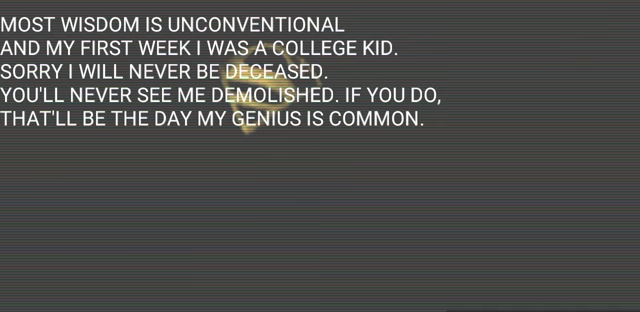 MOST WISDOM IS UNCONVENTIONAL
AND MY FIRST WEEK I WAS A COLLEGE KID.
SORRY I WILL NEVER BE DECEASED.
YOU'LL NEVER SEE ME DEMOLISHED. IF YOU DO,
THAT'LL BE THE DAY MY GENIUS IS COMMON.